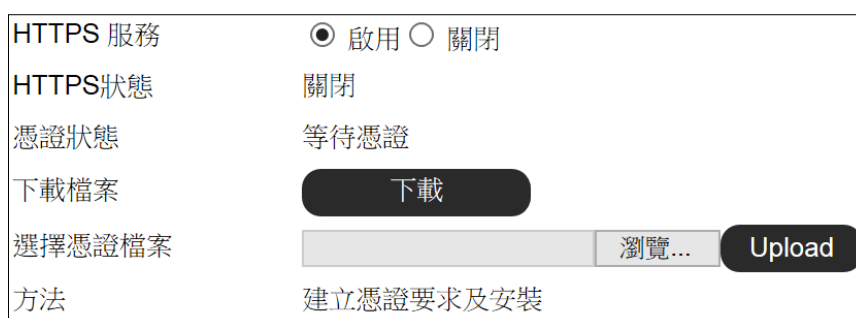 HTTPS 服務 啟用 關閉
HTTPS狀態 關閉
憑證狀態 等待憑證
下載檔案 下載
選擇憑證檔案 瀏覽... Upload
方法 建立憑證要求及安裝